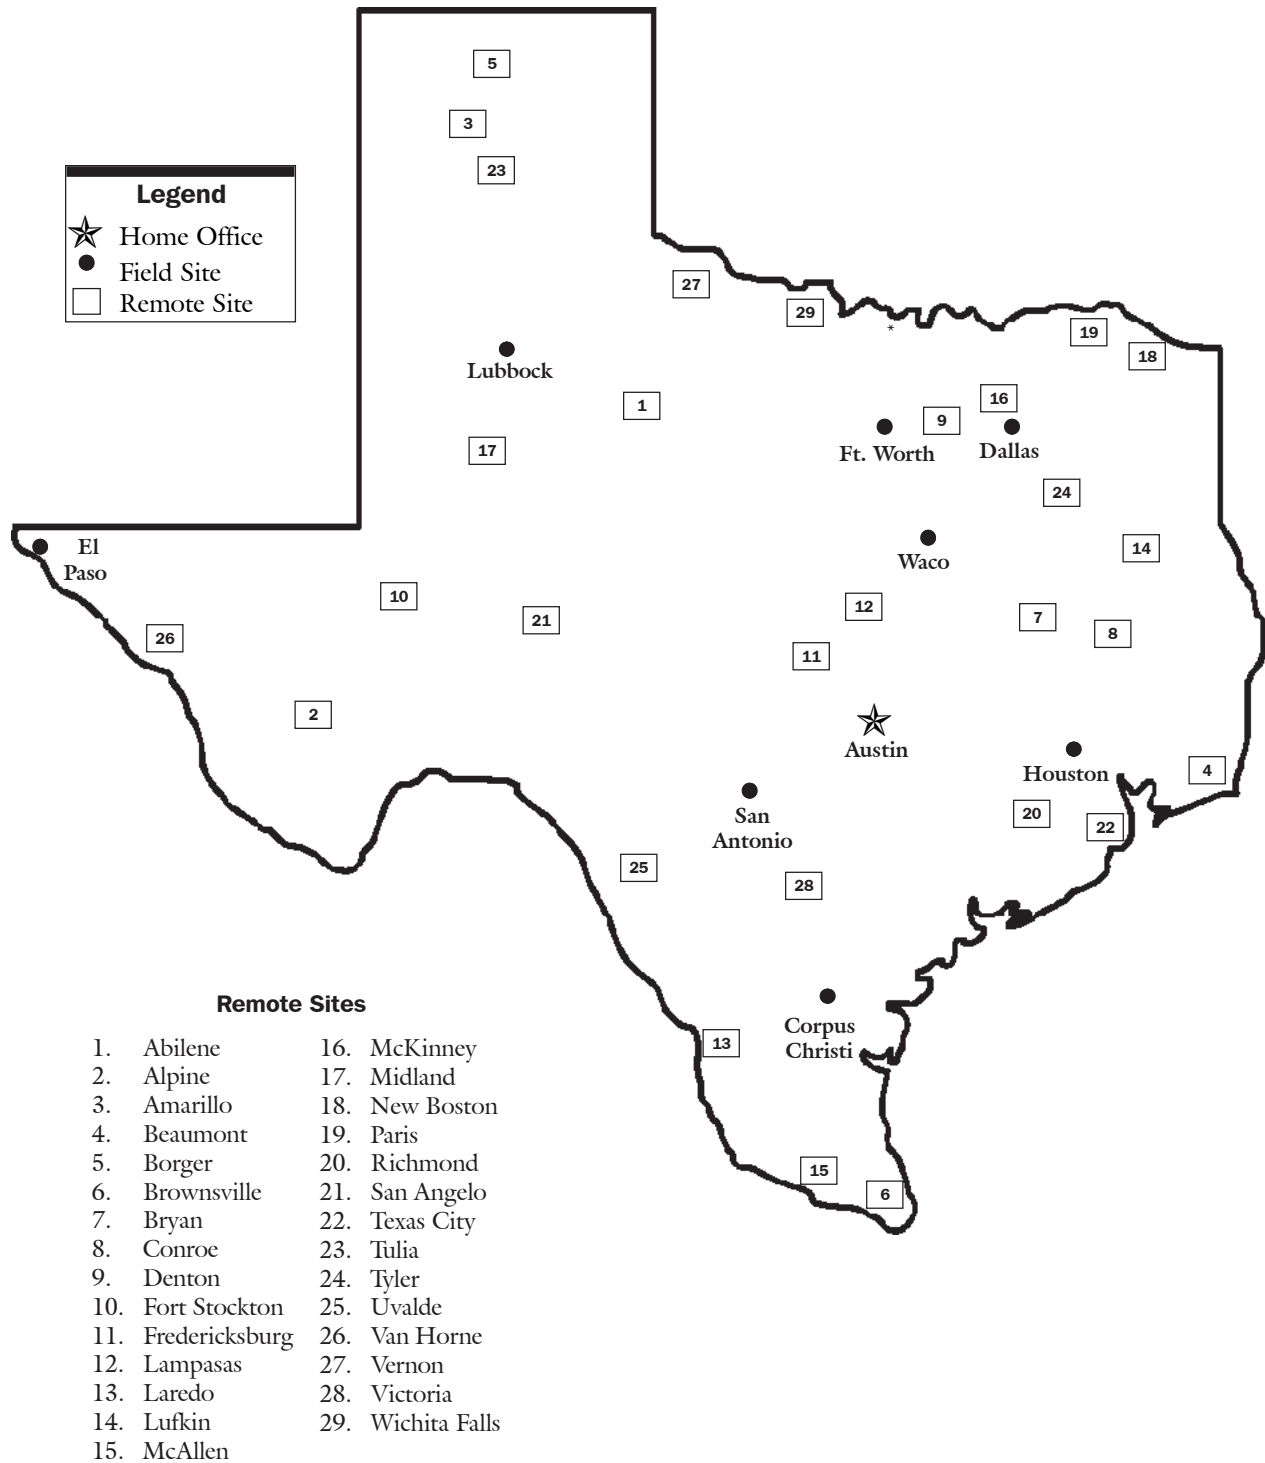 5
3
23
Legend
Home Office
Field Site
Remote Site
27
29
*
19
18
Lubbock
1
16
9
Ft. Worth
Dallas
17
24
El
Paso
Waco
14
10
12
21
7
8
26
11
2
Austin
Houston
4
San
Antonio
20
22
25
28
Corpus
Christi
13
15
6
Remote Sites
1. Abilene
2. Alpine
3. Amarillo
4. Beaumont
5. Borger
6. Brownsville
7. Bryan
8. Conroe
9. Denton
10. Fort Stockton
11. Fredericksburg
12. Lampasas
13. Laredo
14. Lufkin
15. McAllen
16. McKinney
17. Midland
18. New Boston
19. Paris
20. Richmond
21. San Angelo
22. Texas City
23. Tulia
24. Tyler
25. Uvalde
26. Van Horne
27. Vernon
28. Victoria
29. Wichita Falls